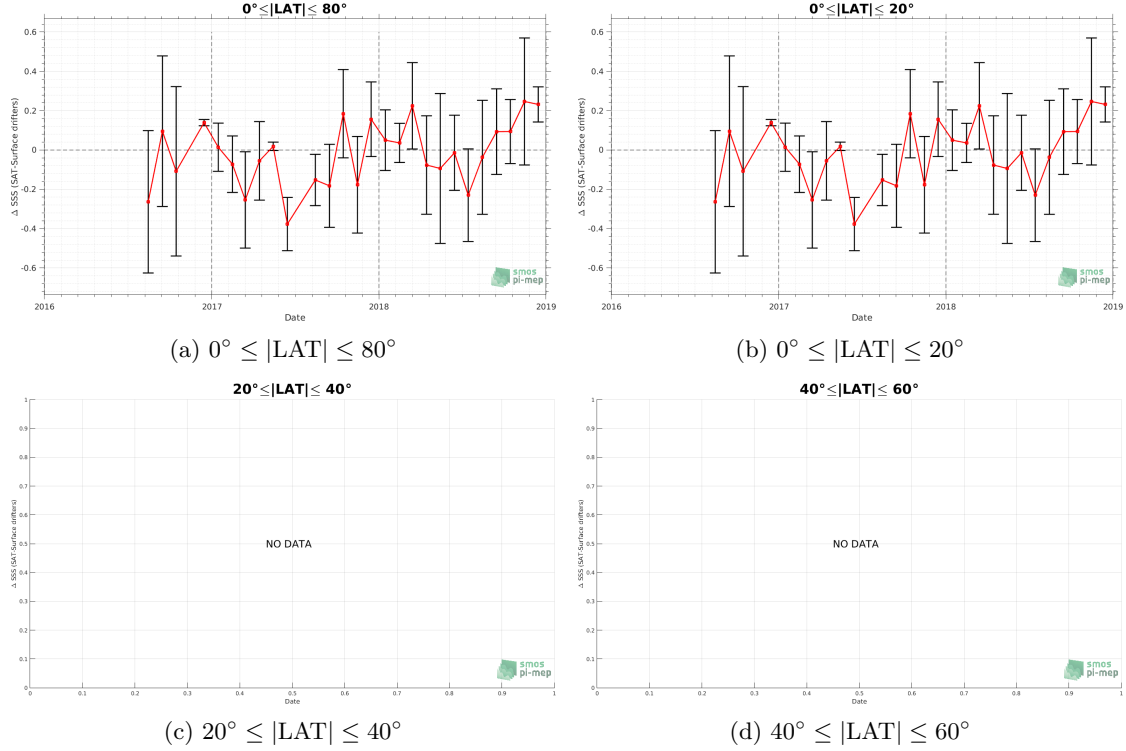 0°≤|LAT|≤ 80°
Δ SSS (SAT-Surface drifters)
0.6
0.4
0.2
0
-0.2
-0.4
-0.6
2016
2017
2018
2019
Date
smos
pi-mep
(a) 0° ≤ |LAT| ≤ 80°
0°≤|LAT|≤ 20°
Δ SSS (SAT-Surface drifters)
0.6
0.4
0.2
0
-0.2
-0.4
-0.6
2016
2017
2018
2019
Date
smos
pi-mep
(b) 0° ≤ |LAT| ≤ 20°
20°≤|LAT|≤ 40°
Δ SSS (SAT-Surface drifters)
1
0.9
0.8
0.7
0.6
0.5
0.4
0.3
0.2
0.1
0
NO DATA
0 0.1 0.2 0.3 0.4 0.5 0.6 0.7 0.8 0.9 1
Date
smos
pi-mep
(c) 20° ≤ |LAT| ≤ 40°
40°≤|LAT|≤ 60°
Δ SSS (SAT-Surface drifters)
1
0.9
0.8
0.7
0.6
0.5
0.4
0.3
0.2
0.1
0
NO DATA
0 0.1 0.2 0.3 0.4 0.5 0.6 0.7 0.8 0.9 1
Date
smos
pi-mep
(d) 40° ≤ |LAT| ≤ 60°